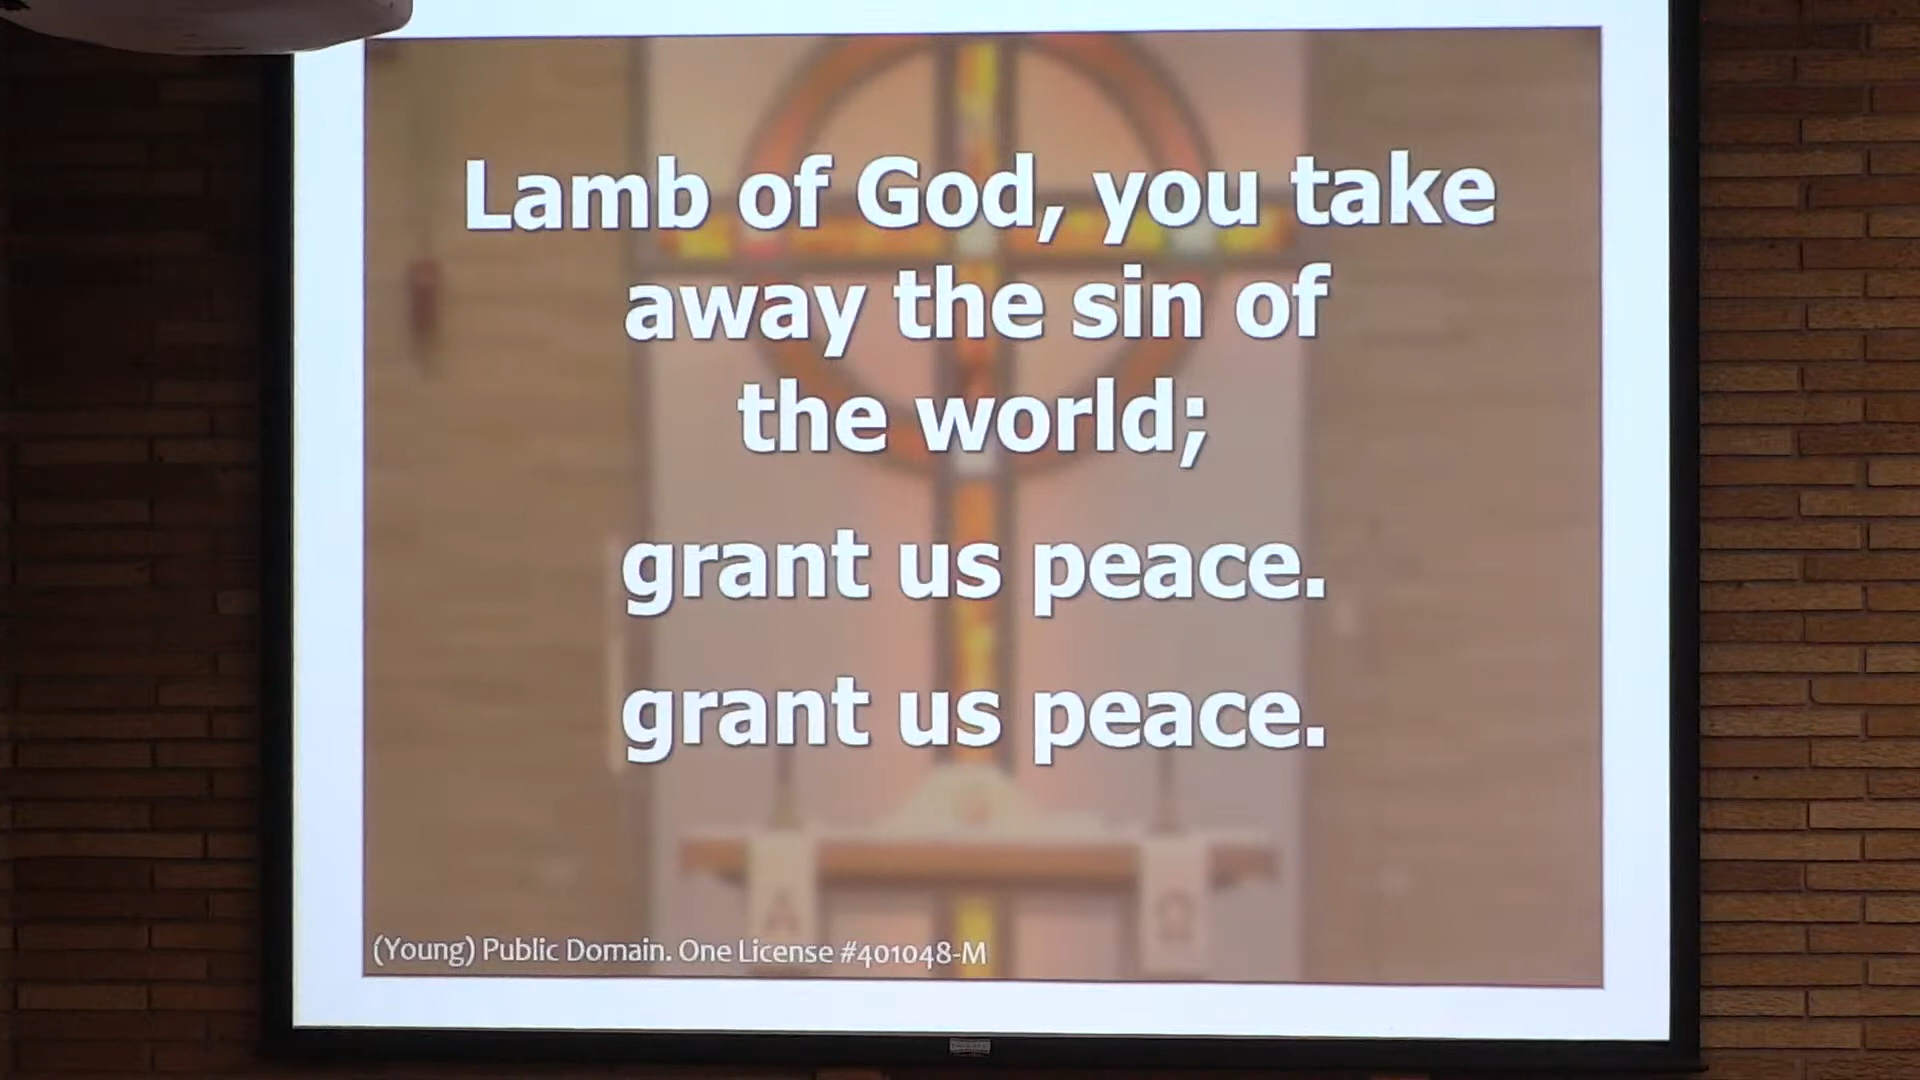 Lamb of God, you take
away the sin of
the world;
grant us peace.
grant us peace.
A
Ω
(Young) Public Domain. One License #401048-M